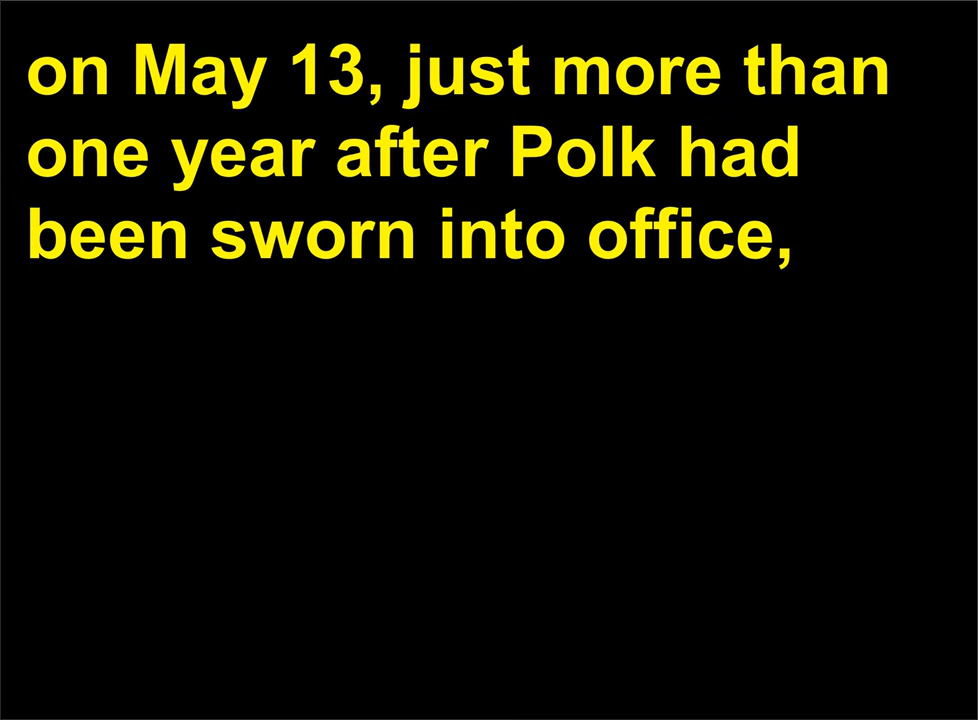 on May 13, just more than
one year after Polk had
been sworn into office,